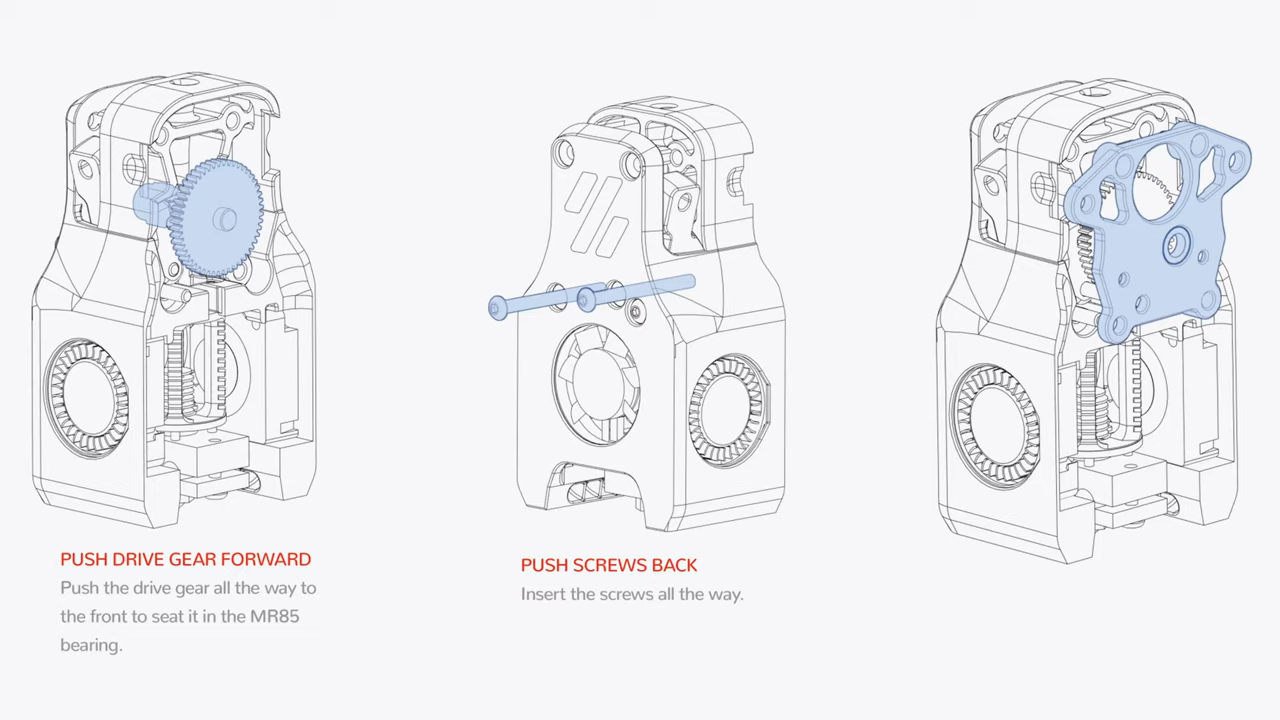 PUSH DRIVE GEAR FORWARD
Push the drive gear all the way to
the front to seat it in the MR85
bearing.
PUSH SCREWS BACK
Insert the screws all the way.